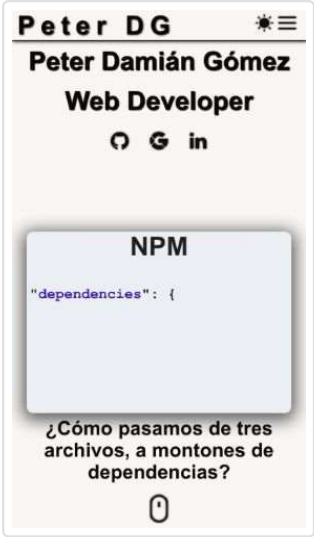 Peter DG
Peter Damián Gómez
Web Developer
NPM
"dependencies": {
¿Cómo pasamos de tres
archivos, a montones de
dependencias?